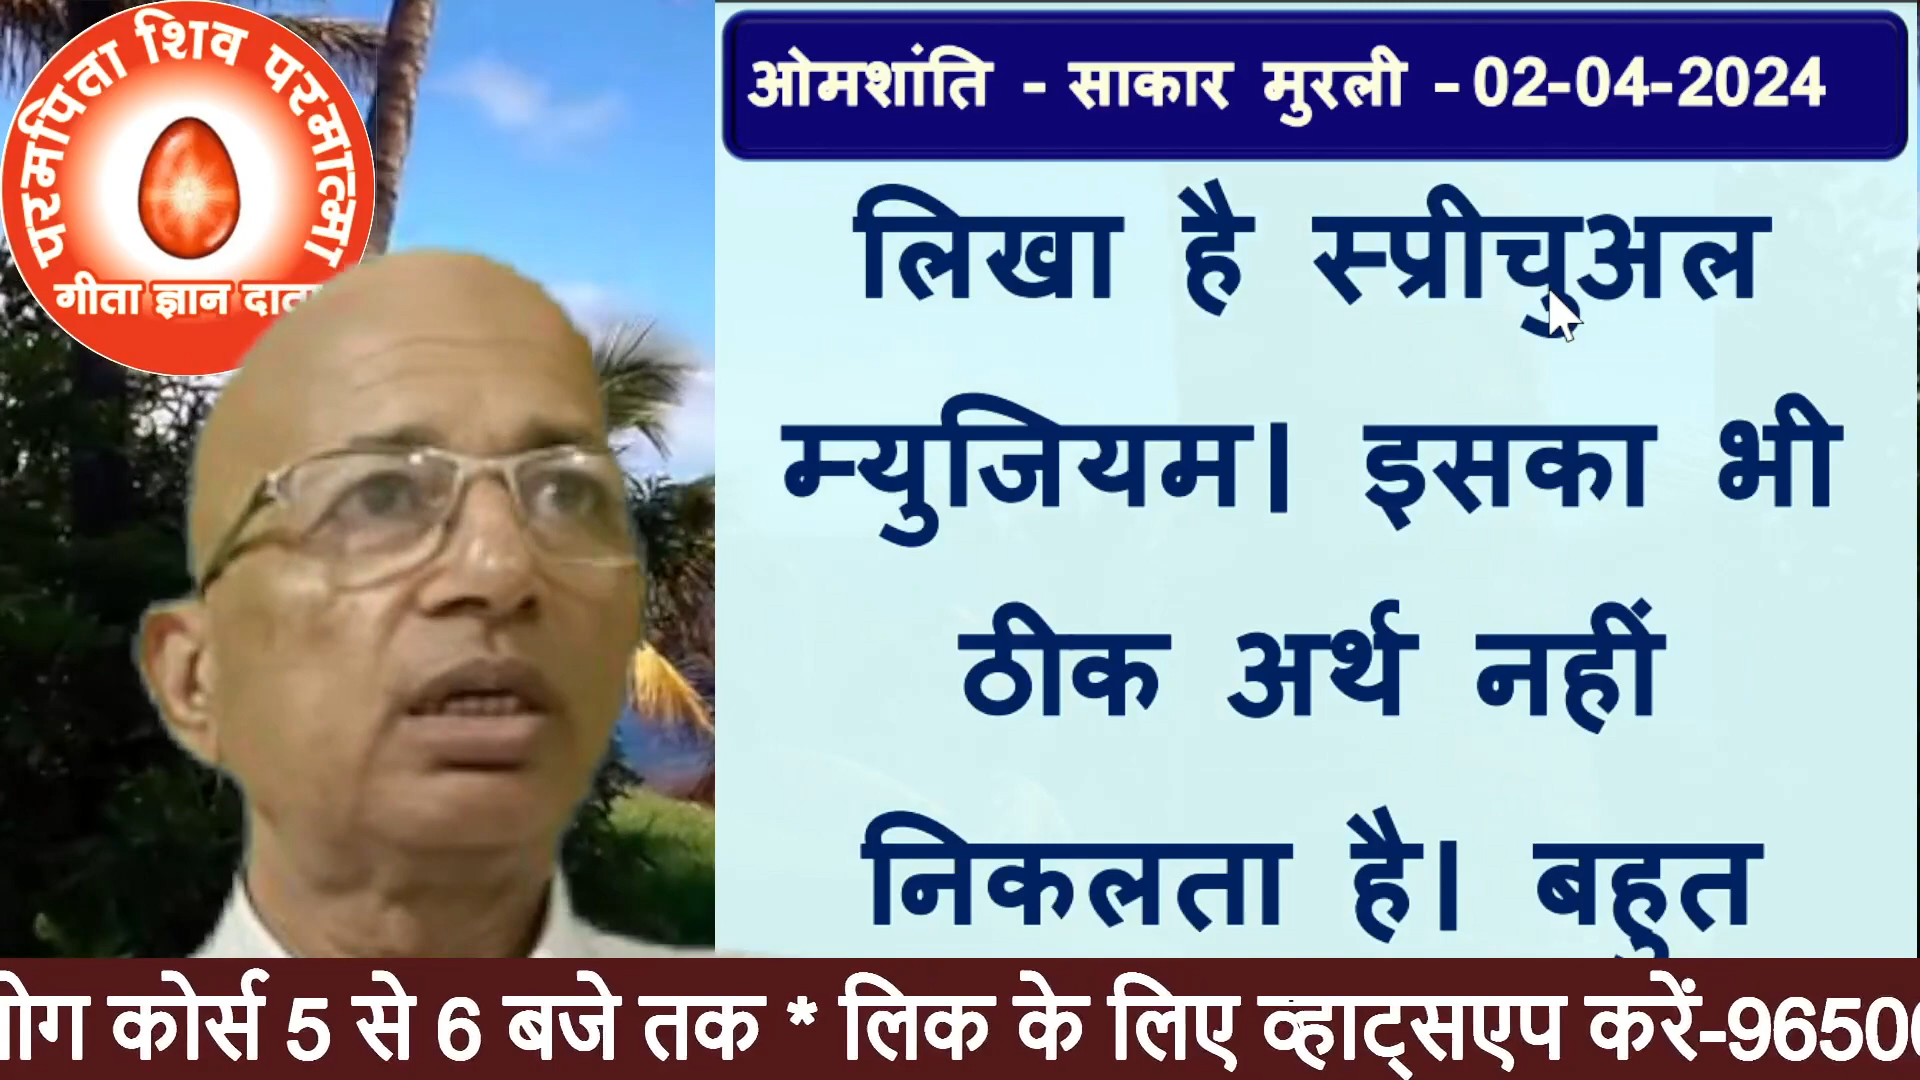 परमपिता शिव परमात्मा
गीता ज्ञान
ओमशांति - साकार मुरली - 02-04-2024
लिखा है स्प्रीचुअल
म्युजियम। इसका भी
ठीक अर्थ नहीं
निकलता है। बहुत
कोर्स 5 से 6 बजे तक * लिंक के लिए व्हाट्सएप करें-9650